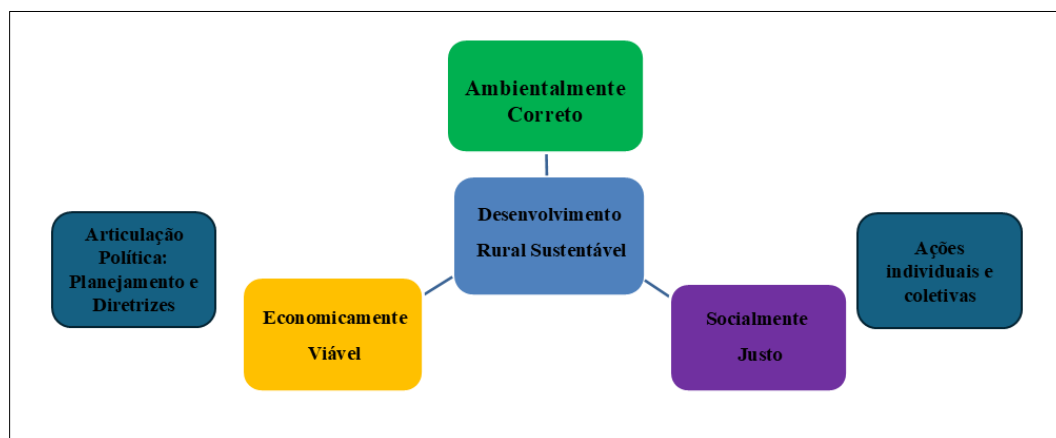 Ambientalmente
Correto
Desenvolvimento
Rural Sustentável
Articulação
Política:
Planejamento e
Diretrizes
Ações
individuais e
coletivas
Economicamente
Viável
Socialmente
Justo